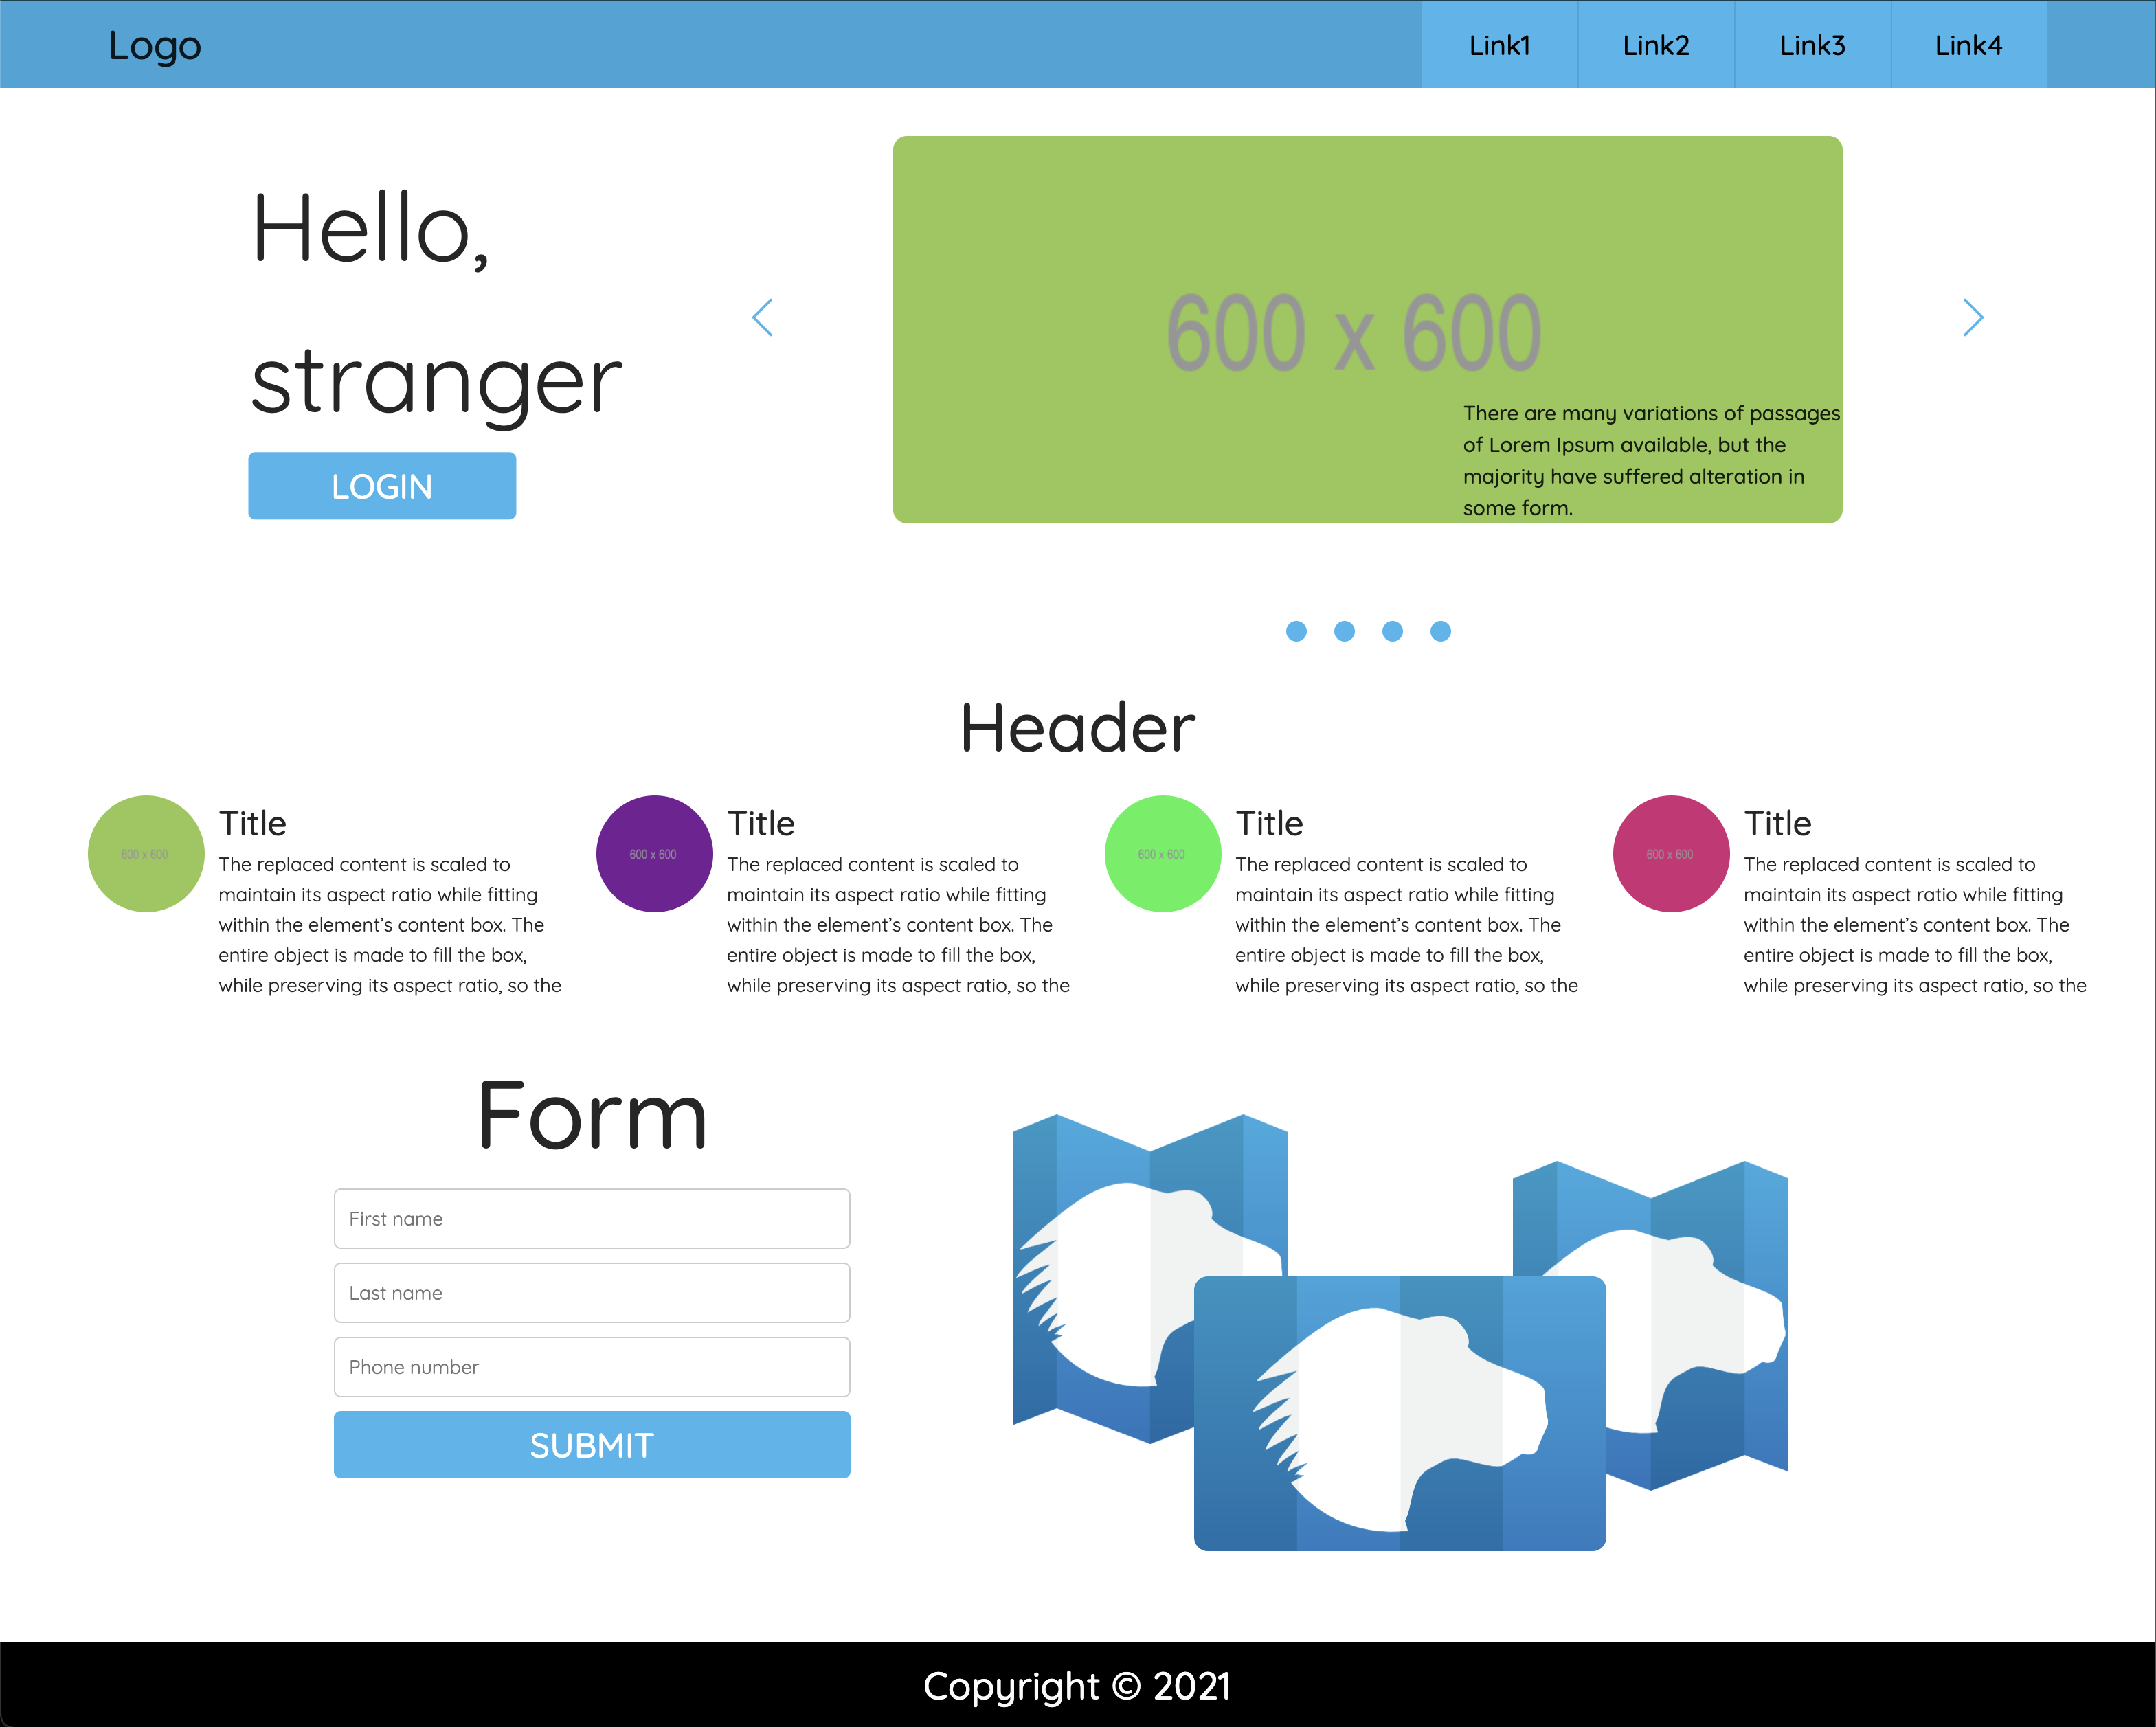 Logo
Link1
Link2
Link3
Link4
Hello,
stranger
LOGIN
600 x 600
There are many variations of passages
of Lorem Ipsum available, but the
majority have suffered alteration in
some form.
Header
600 x 600
Title
The replaced content is scaled to
maintain its aspect ratio while fitting
within the element’s content box. The
entire object is made to fill the box,
while preserving its aspect ratio, so the
600 x 600
Title
The replaced content is scaled to
maintain its aspect ratio while fitting
within the element’s content box. The
entire object is made to fill the box,
while preserving its aspect ratio, so the
600 x 600
Title
The replaced content is scaled to
maintain its aspect ratio while fitting
within the element’s content box. The
entire object is made to fill the box,
while preserving its aspect ratio, so the
600 x 600
Title
The replaced content is scaled to
maintain its aspect ratio while fitting
within the element’s content box. The
entire object is made to fill the box,
while preserving its aspect ratio, so the
Form
First name
Last name
Phone number
SUBMIT
Copyright © 2021